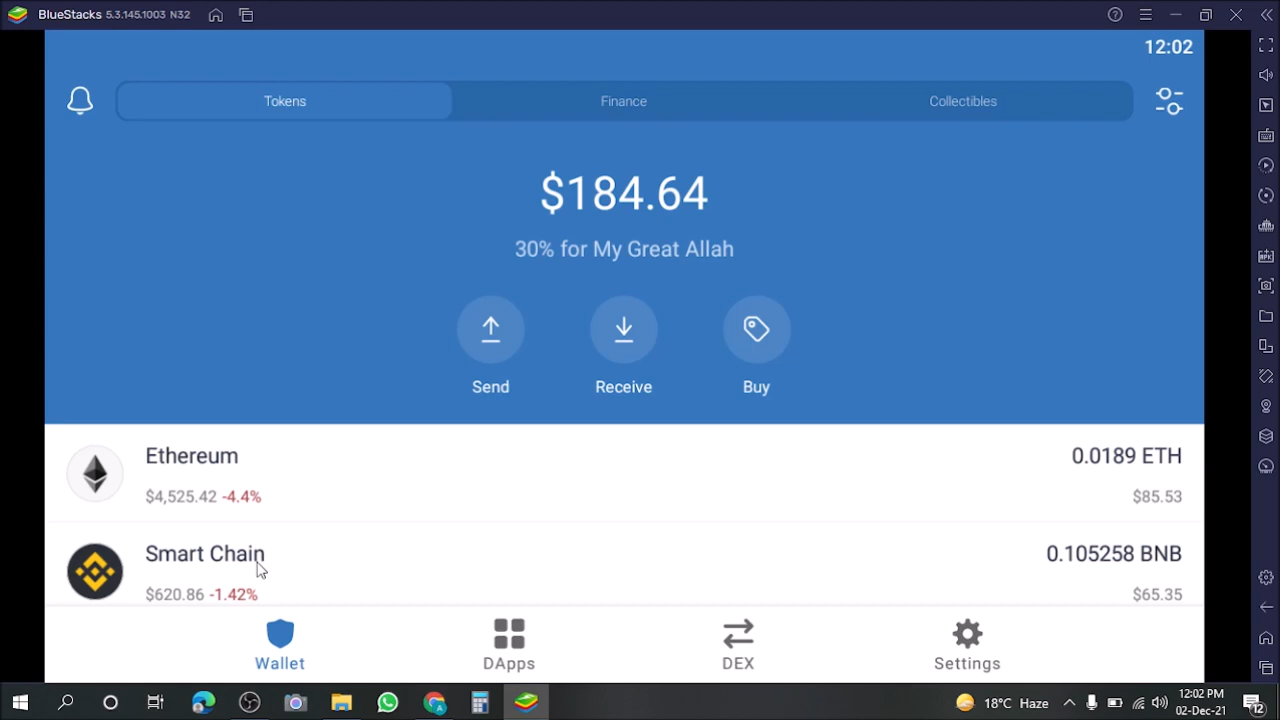 BlueStacks 5.3.145.1003 N32
12:02
Tokens Finance Collectibles
$184.64
30% for My Great Allah
Send Receive Buy
Ethereum 0.0189 ETH
$4,525.42 -4.4% $85.53
Smart Chain 0.105258 BNB
$620.86 -1.42% $65.35
Wallet DApps DEX Settings
18°C Haze 12:02 PM
02-Dec-21 12